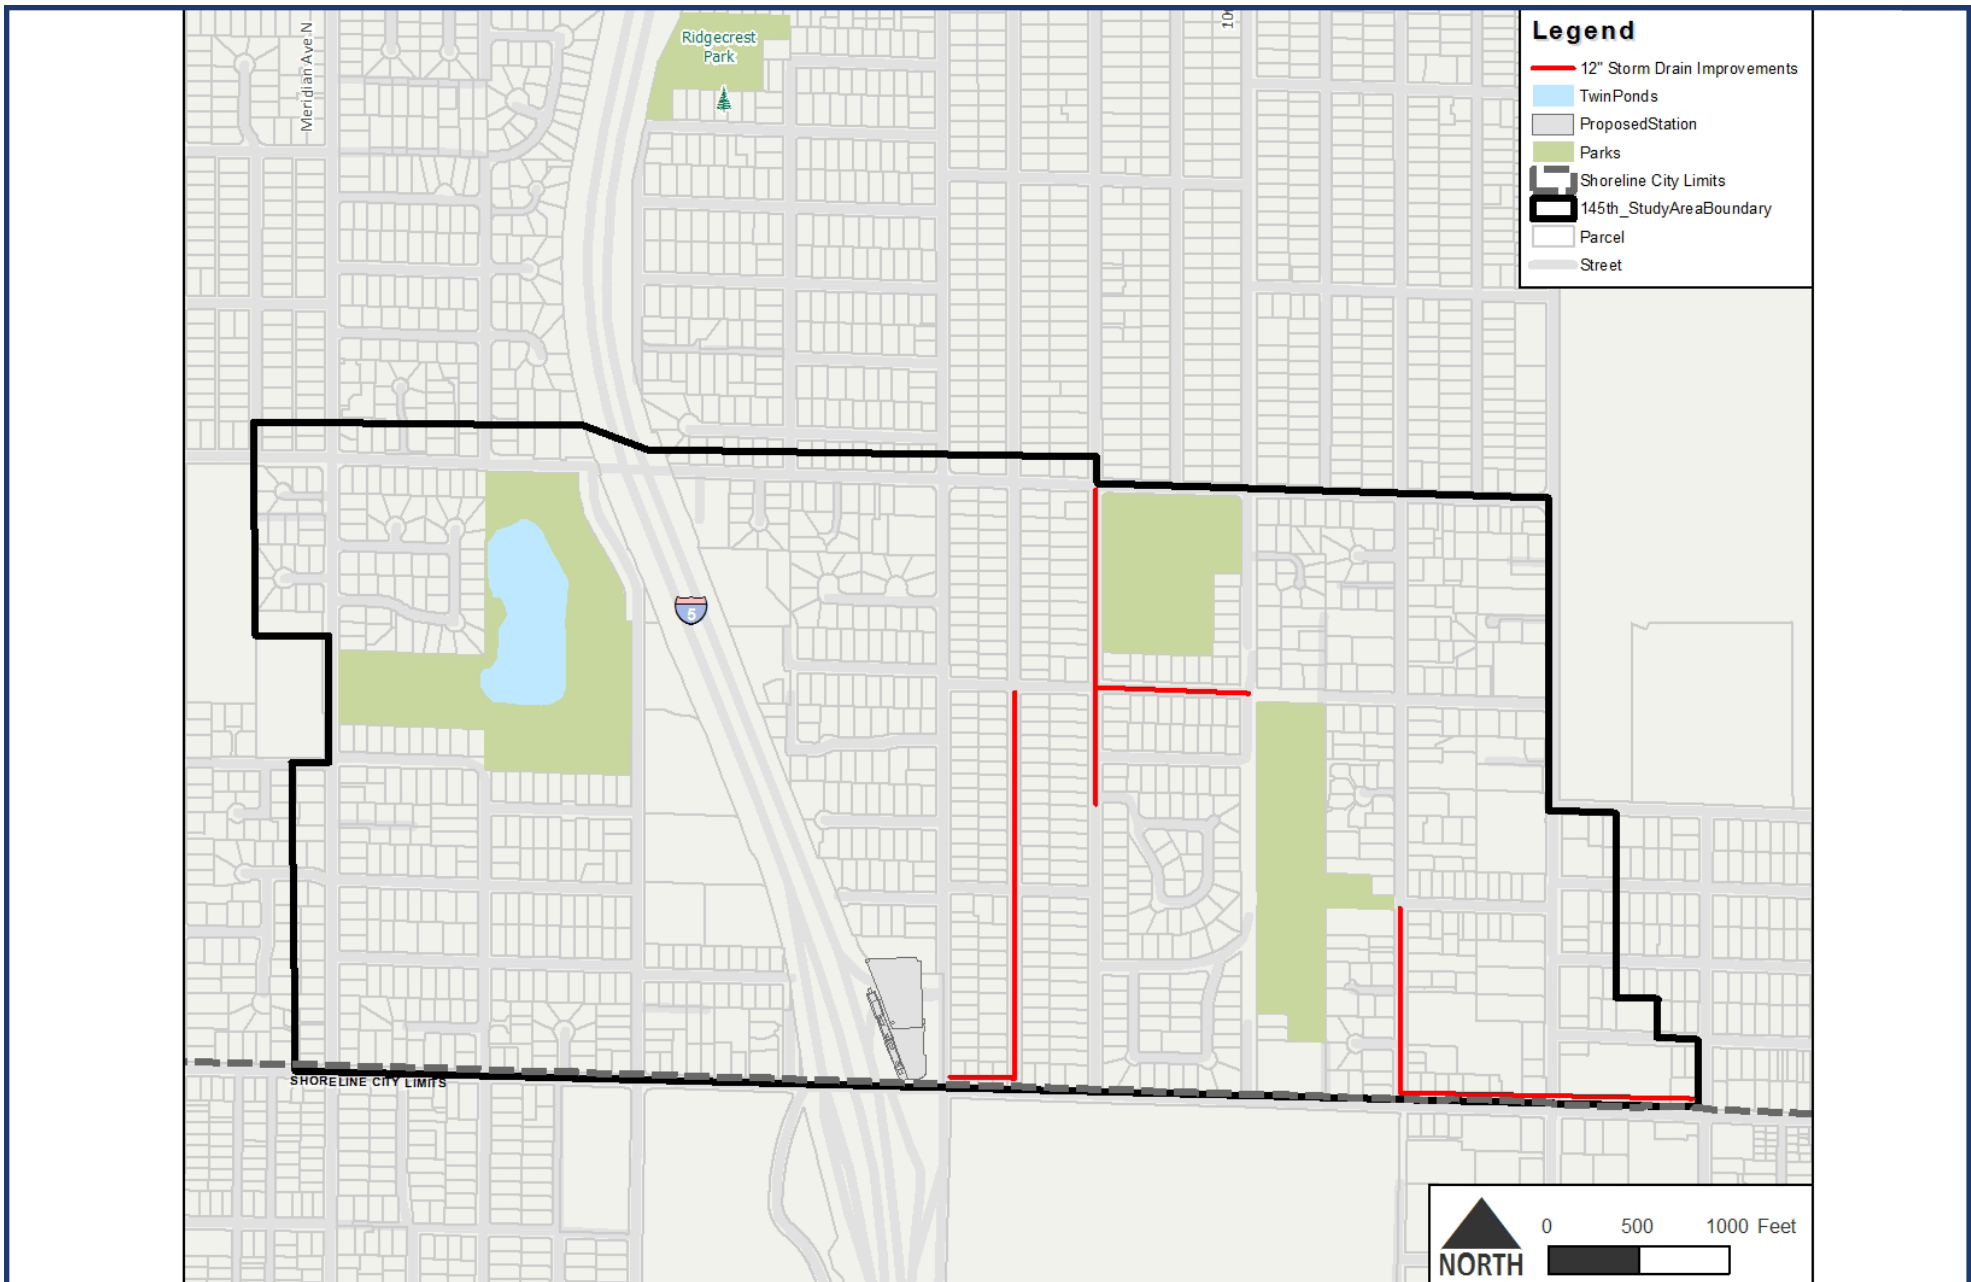 Meridian Ave N
Ridgecrest
Park
10
5
SHORELINE CITY LIMITS
Legend
12" Storm Drain Improvements
TwinPonds
ProposedStation
Parks
Shoreline City Limits
145th_StudyAreaBoundary
Parcel
Street
NORTH
0 500 1000 Feet